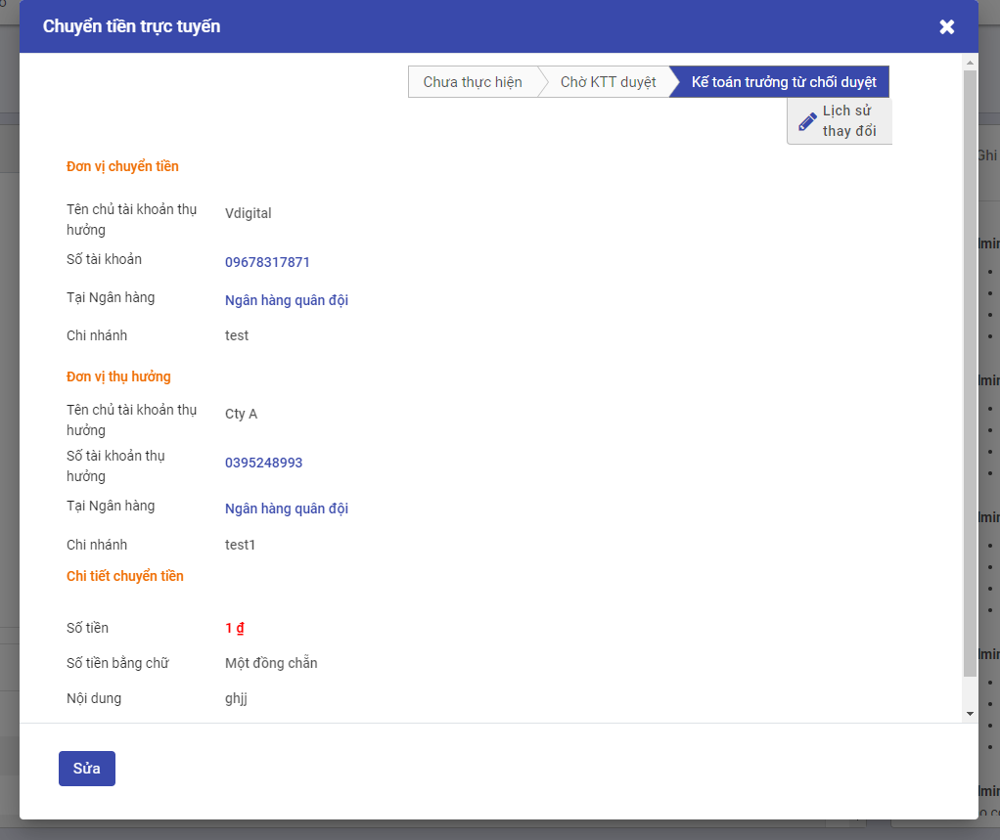 Chuyển tiền trực tuyến
Chưa thực hiện
Chờ KTT duyệt
Kế toán trưởng từ chối duyệt
Lịch sử
thay đổi
Đơn vị chuyển tiền
Tên chủ tài khoản thụ
hưởng
Vdigital
Số tài khoản
09678317871
Tại Ngân hàng
Ngân hàng quân đội
Chi nhánh
test
Đơn vị thụ hưởng
Tên chủ tài khoản thụ
hưởng
Cty A
Số tài khoản thụ
hưởng
0395248993
Tại Ngân hàng
Ngân hàng quân đội
Chi nhánh
test1
Chi tiết chuyển tiền
Số tiền
1 ₫
Số tiền bằng chữ
Một đồng chẵn
Nội dung
ghjj
Sửa
Ghi